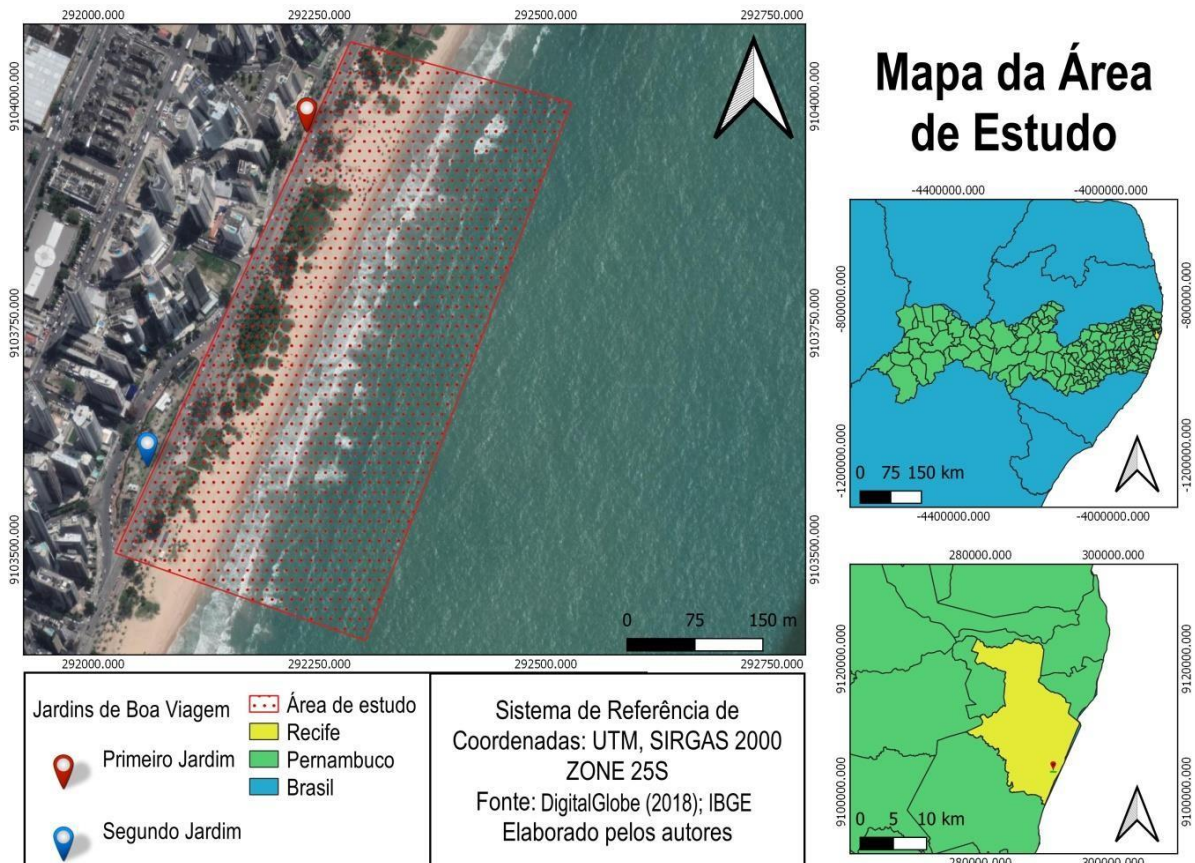 292000.000
292250.000
292500.000
292750.000
9104000.000
9104000.000
9103750.000
9103750.000
9103500.000
9103500.000
0 75 150 m
292000.000
292250.000
292500.000
292750.000
Mapa da Área
de Estudo
-4400000.000
-4000000.000
-800000.000
-800000.000
-1200000.000
-1200000.000
0 75 150 km
-4400000.000
-4000000.000
280000.000
300000.000
9120000.000
9120000.000
9100000.000
9100000.000
0 5 10 km
280000.000
300000.000
Jardins de Boa Viagem
Primeiro Jardim
Segundo Jardim
Área de estudo
Recife
Pernambuco
Brasil
Sistema de Referência de
Coordenadas: UTM, SIRGAS 2000
ZONE 25S
Fonte: DigitalGlobe (2018); IBGE
Elaborado pelos autores